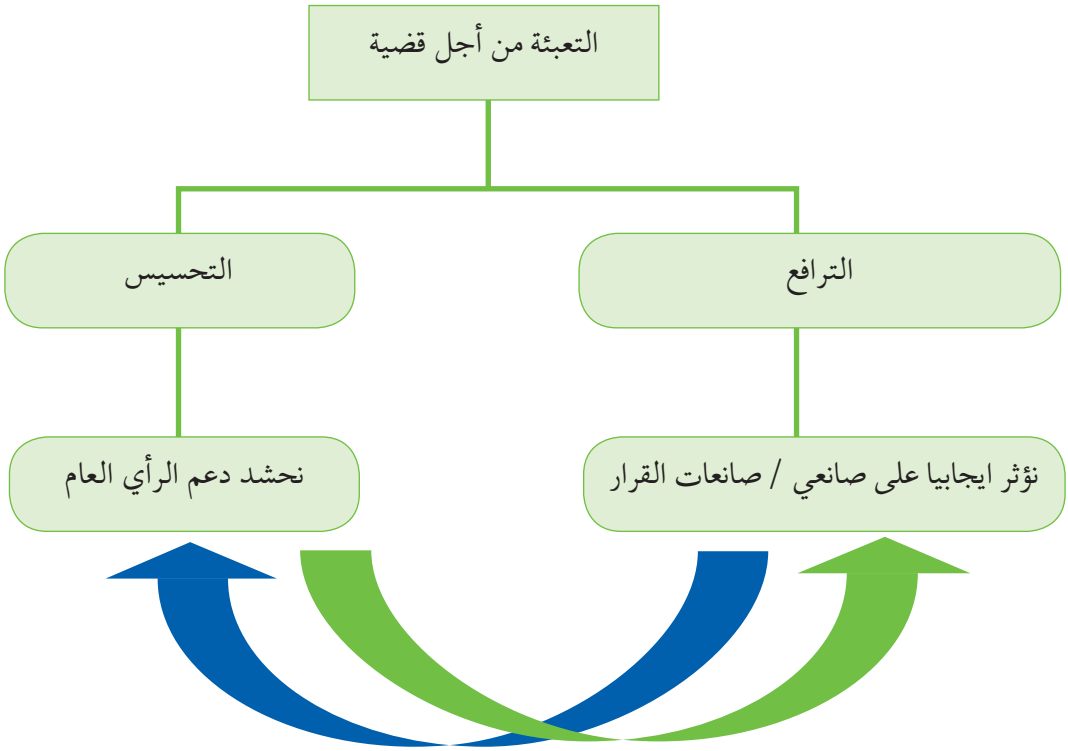 التعبئة من أجل قضية
الترافع
التحسيس
نؤثر ايجابيا على صانعي / صانعات القرار
نحشد دعم الرأي العام